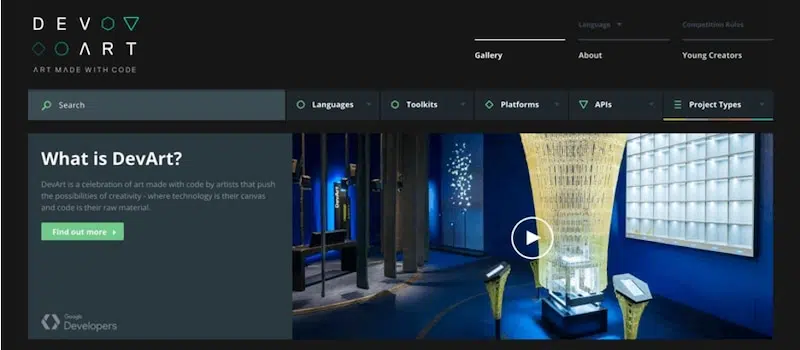 DEV
ART
ART MADE WITH CODE
Language
Competition Rules
Gallery
About
Young Creators
Search
Languages
Toolkits
Platforms
APIs
Project Types
What is DevArt?
DevArt is a celebration of art made with code by artists that push
the possibilities of creativity - where technology is their canvas
and code is their raw material.
Find out more
Google
Developers
DevArt